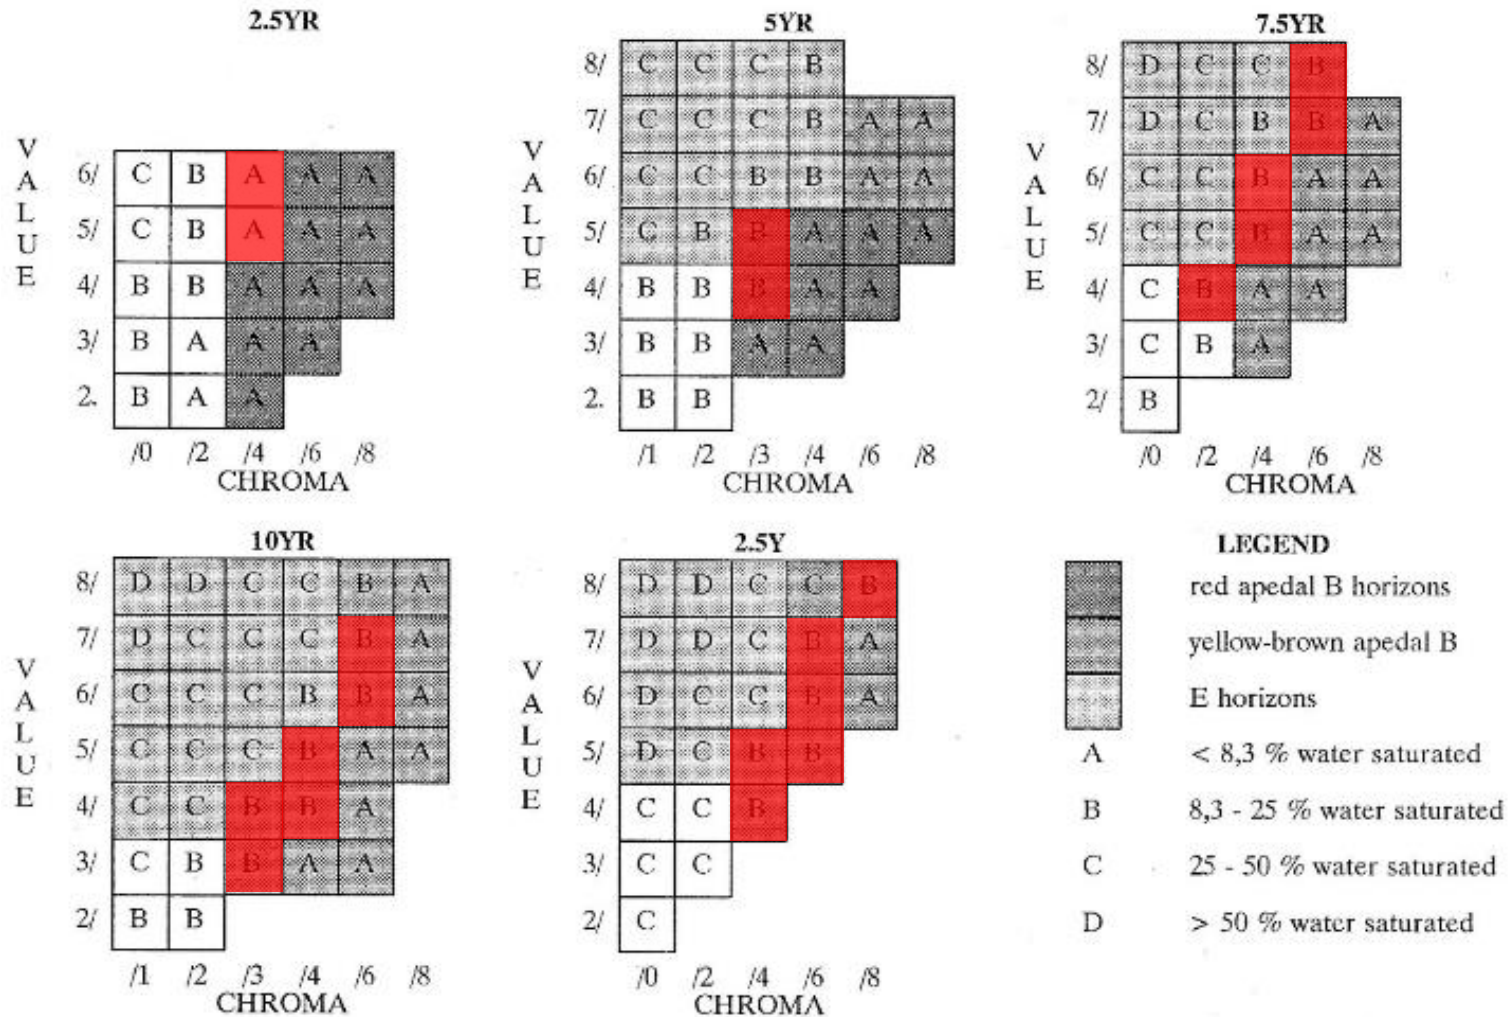 2.5YR
5YR
7.5YR
VALUE
6/ C B A A A
5/ C B A A A
4/ B B A A A
3/ B A A A
2. B A A
/0 /2 /4 /6 /8
CHROMA
VALUE
8/ C C C B
7/ C C C B A A
6/ C C B B A A
5/ C B B A A A
4/ B B B A A
3/ B B A A
2. B B
/1 /2 /3 /4 /6 /8
CHROMA
VALUE
8/ D C C B
7/ D C B B A
6/ C C B A A
5/ C C B A A
4/ C B A A
3/ C B A
2/ B
/0 /2 /4 /6 /8
CHROMA
10YR
VALUE
8/ D D C C B A
7/ D C C C B A
6/ C C C B B A
5/ C C C B A A
4/ C C B B A
3/ C B B A A
2/ B B
/1 /2 /3 /4 /6 /8
CHROMA
2.5Y
VALUE
8/ D D C C B
7/ D D C B A
6/ D C C B A
5/ D C B B
4/ C C B
3/ C C
2/ C
/0 /2 /4 /6 /8
CHROMA
LEGEND
red apedal B horizons
yellow-brown apedal B
E horizons
A < 8,3 % water saturated
B 8,3 - 25 % water saturated
C 25 - 50 % water saturated
D > 50 % water saturated